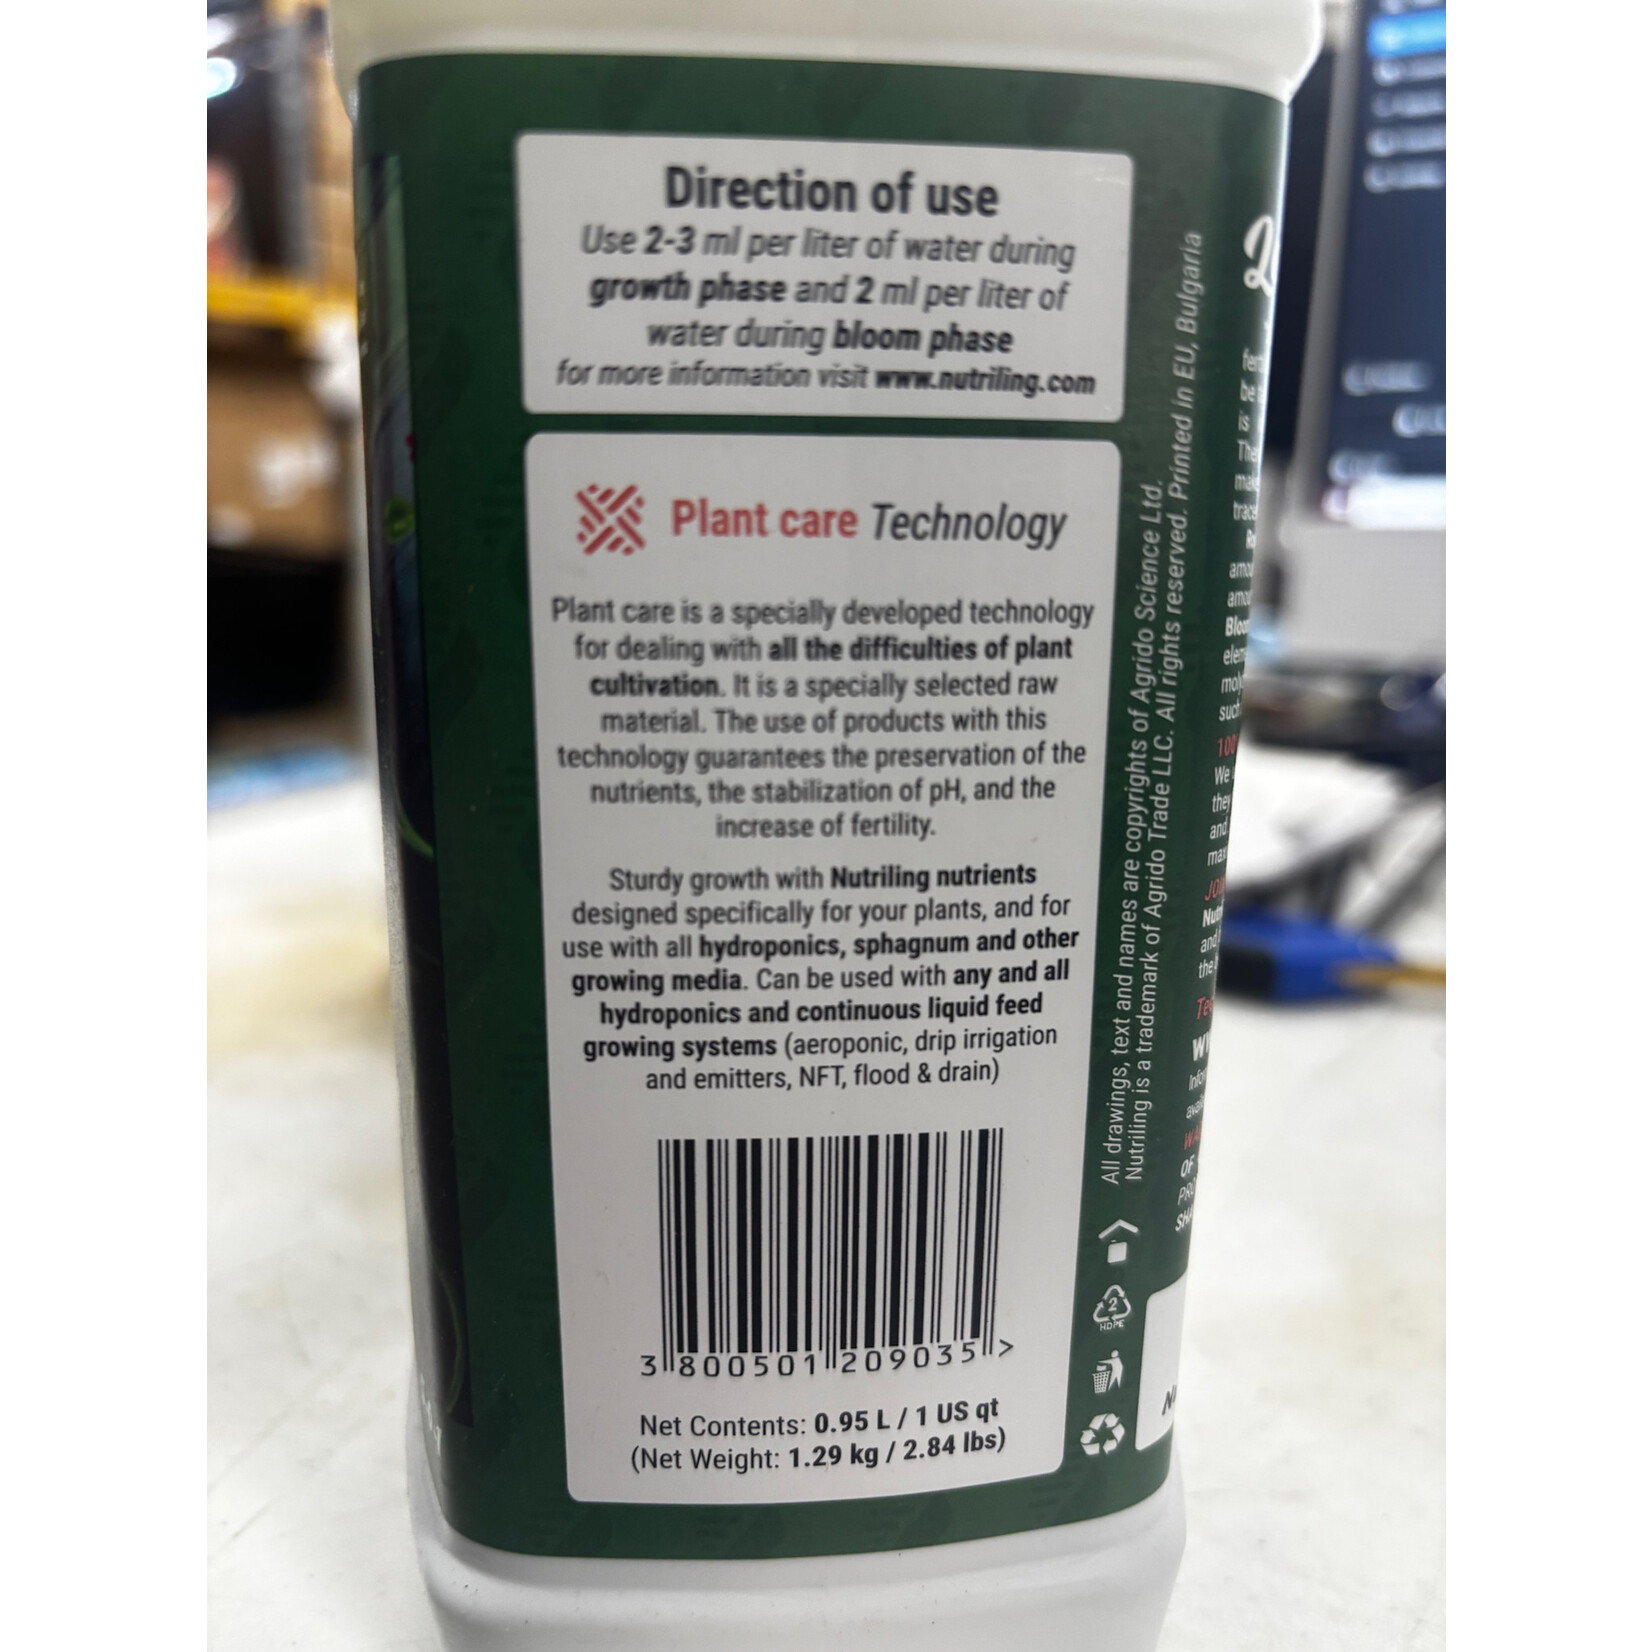 Direction of use
Use 2-3 ml per liter of water during
growth phase and 2 ml per liter of
water during bloom phase
for more information visit www.nutriling.com
Plant care Technology
Plant care is a specially developed technology
for dealing with all the difficulties of plant
cultivation. It is a specially selected raw
material. The use of products with this
technology guarantees the preservation of the
nutrients, the stabilization of pH, and the
increase of fertility.
Sturdy growth with Nutriling nutrients
designed specifically for your plants, and for
use with all hydroponics, sphagnum and other
growing media. Can be used with any and all
hydroponics and continuous liquid feed
growing systems (aeroponic, drip irrigation
and emitters, NFT, flood & drain)
3 800501 209035 >
Net Contents: 0.95 L / 1 US qt
(Net Weight: 1.29 kg / 2.84 lbs)
All drawings, text and names are copyrights of Agrido Science Ltd.
Nutriling is a trademark of Agrido Trade LLC. All rights reserved. Printed in EU, Bulgaria
2
HDPE
is
We
they
and
OF